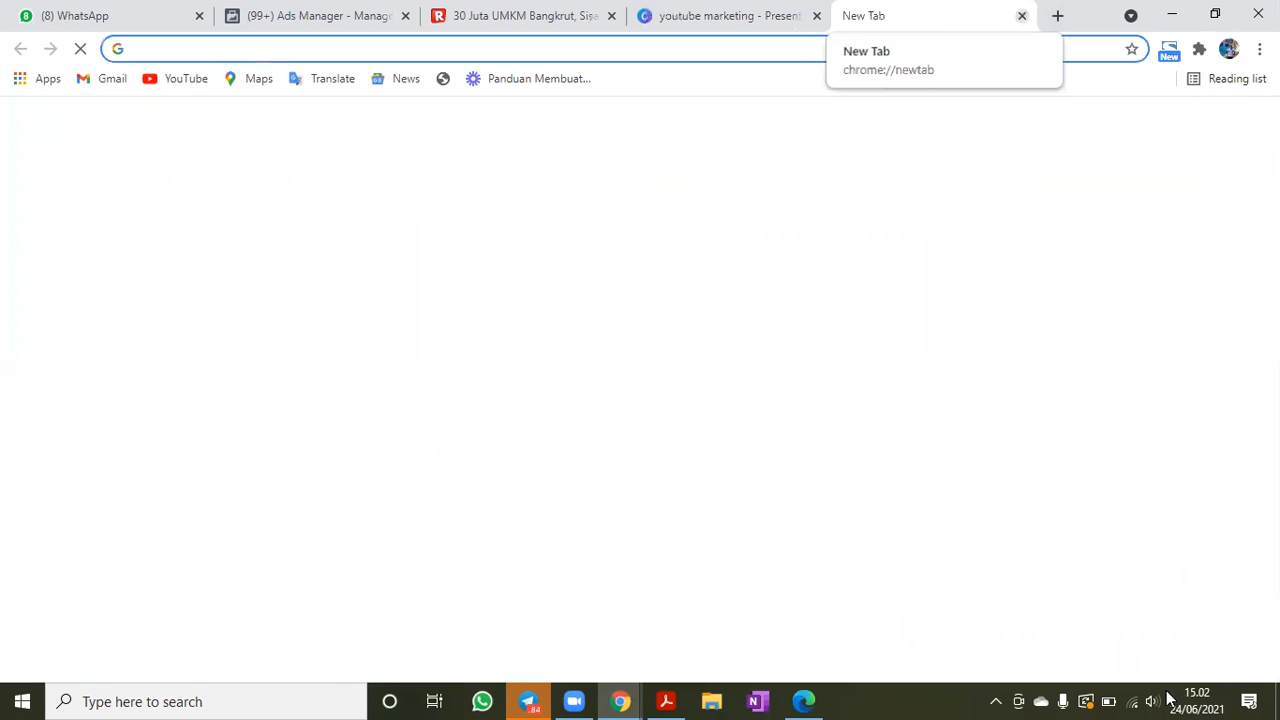 (8) WhatsApp
(99+) Ads Manager - Manag
30 Juta UMKM Bangkrut, Sisa
youtube marketing - Present
New Tab
New Tab
chrome://newtab
New
Apps
Gmail
YouTube
Maps
Translate
News
Panduan Membuat...
Reading list
Type here to search
84
15.02
24/06/2021